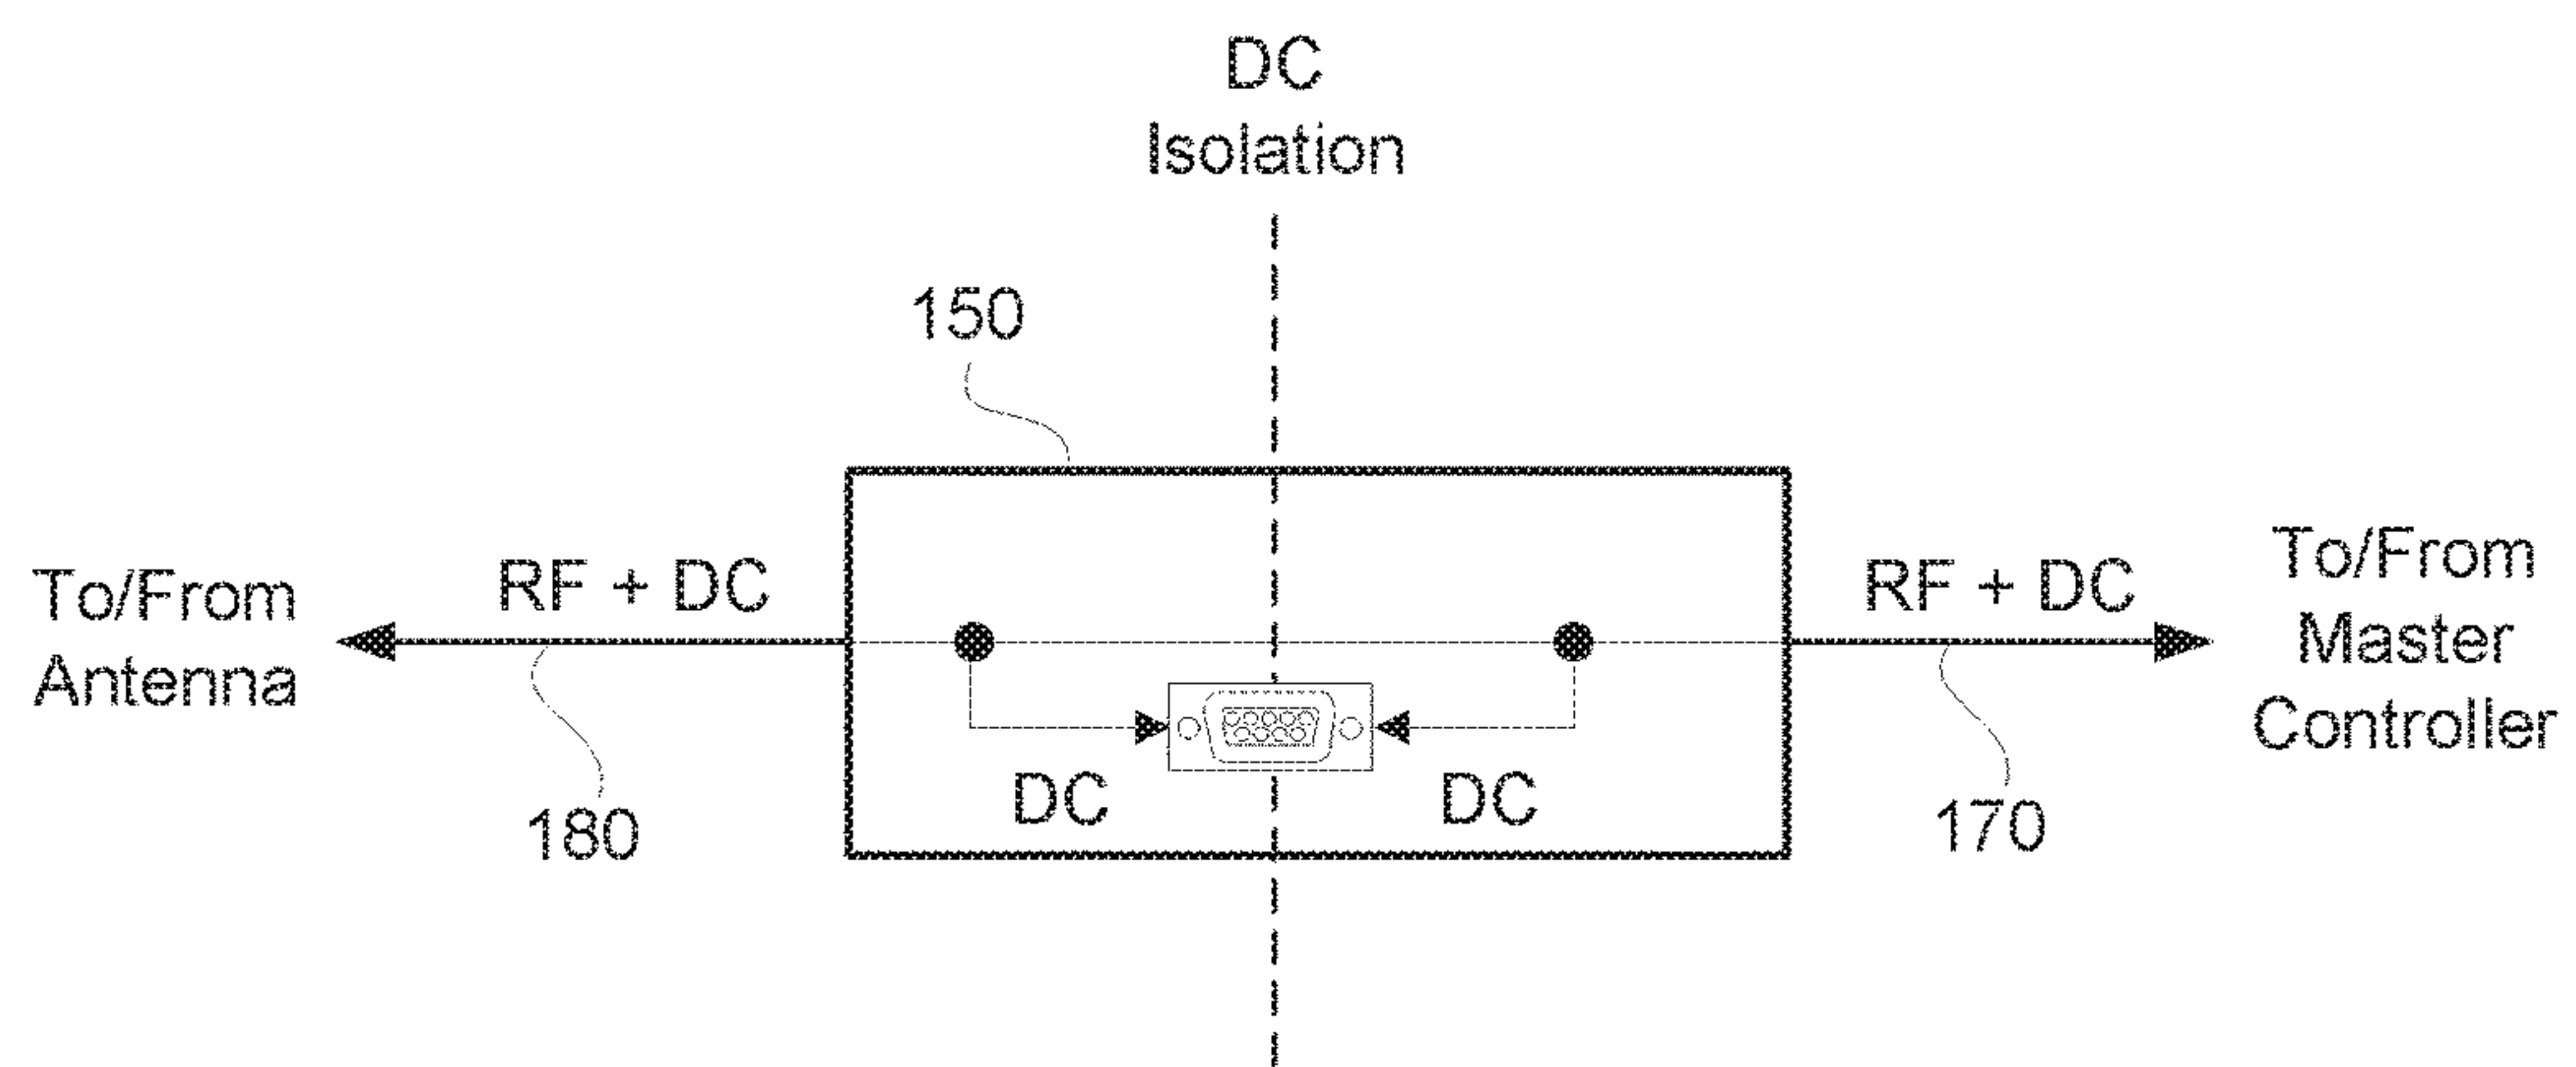 DC
Isolation
150
To/From
Antenna
RF + DC
RF + DC
To/From
Master
Controller
DC
DC
180
170